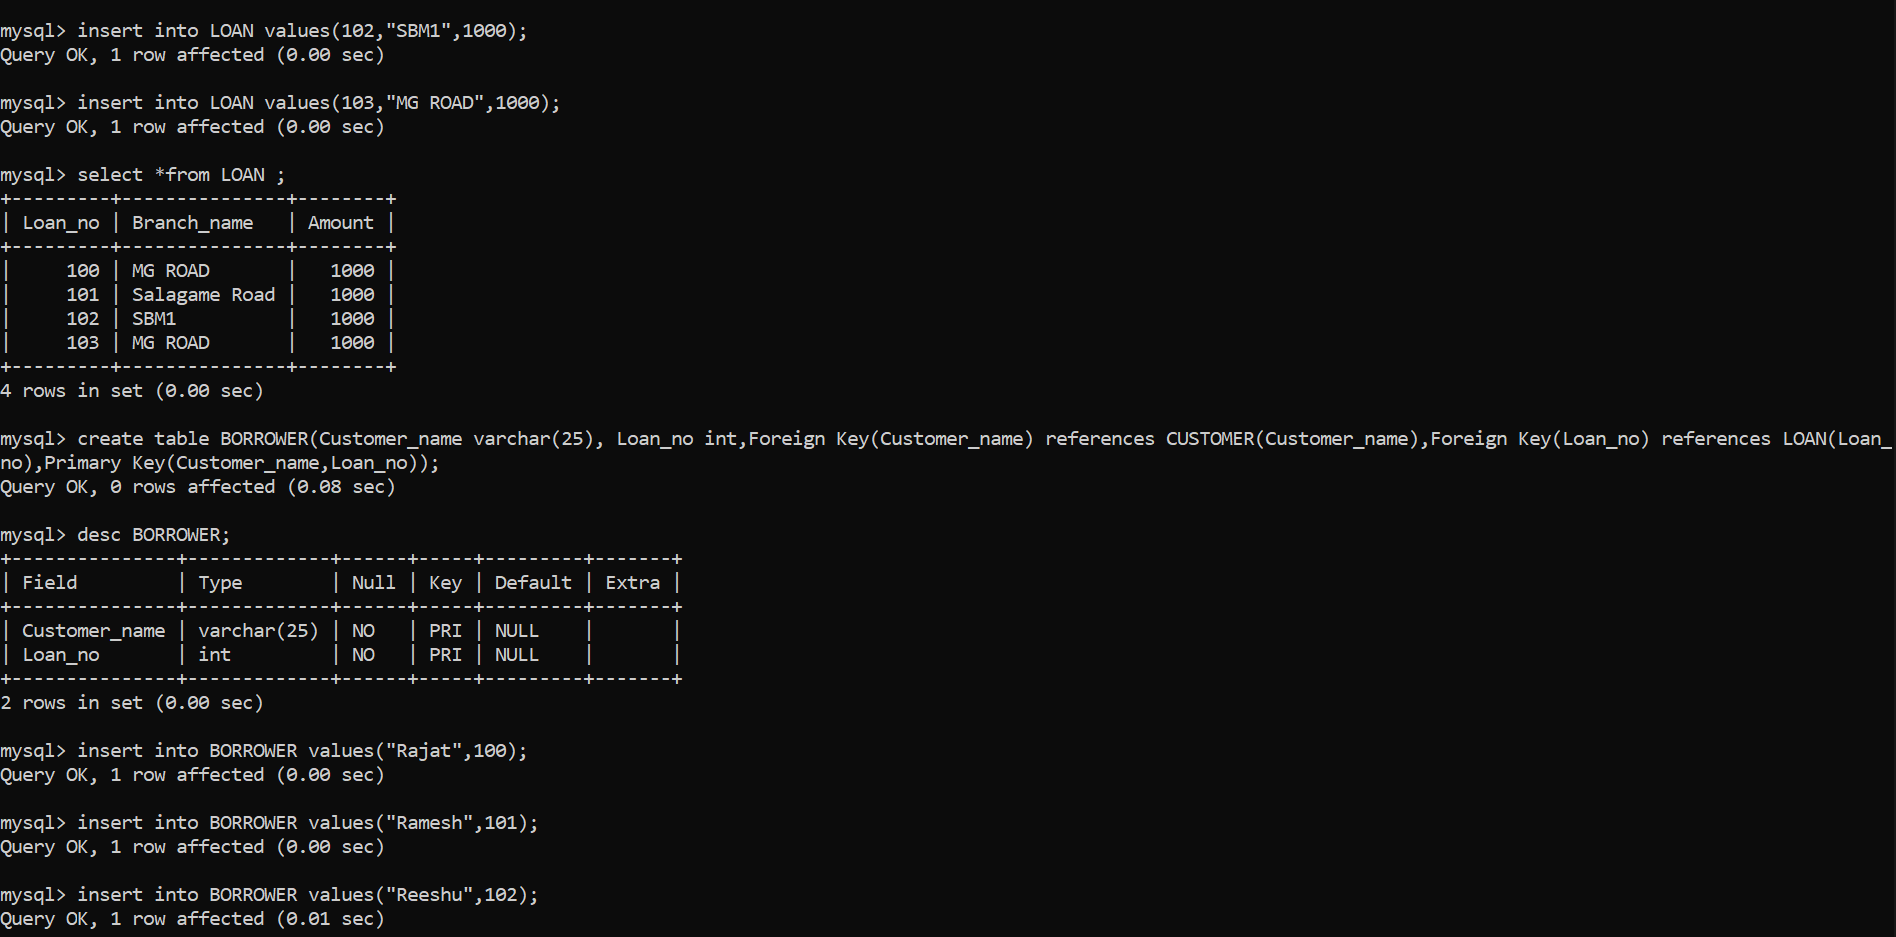 mysql> insert into LOAN values(102,"SBM1",1000);
Query OK, 1 row affected (0.00 sec)
mysql> insert into LOAN values(103,"MG ROAD",1000);
Query OK, 1 row affected (0.00 sec)
mysql> select *from LOAN ;
+---------+---------------+--------+
| Loan_no | Branch_name   | Amount |
+---------+---------------+--------+
|     100 | MG ROAD       |   1000 |
|     101 | Salagame Road |   1000 |
|     102 | SBM1          |   1000 |
|     103 | MG ROAD       |   1000 |
+---------+---------------+--------+
4 rows in set (0.00 sec)
mysql> create table BORROWER(Customer_name varchar(25), Loan_no int,Foreign Key(Customer_name) references CUSTOMER(Customer_name),Foreign Key(Loan_no) references LOAN(Loan_
no),Primary Key(Customer_name,Loan_no));
Query OK, 0 rows affected (0.08 sec)
mysql> desc BORROWER;
+---------------+-------------+------+-----+---------+-------+
| Field         | Type        | Null | Key | Default | Extra |
+---------------+-------------+------+-----+---------+-------+
| Customer_name | varchar(25) | NO   | PRI | NULL    |       |
| Loan_no       | int         | NO   | PRI | NULL    |       |
+---------------+-------------+------+-----+---------+-------+
2 rows in set (0.00 sec)
mysql> insert into BORROWER values("Rajat",100);
Query OK, 1 row affected (0.00 sec)
mysql> insert into BORROWER values("Ramesh",101);
Query OK, 1 row affected (0.00 sec)
mysql> insert into BORROWER values("Reeshu",102);
Query OK, 1 row affected (0.01 sec)